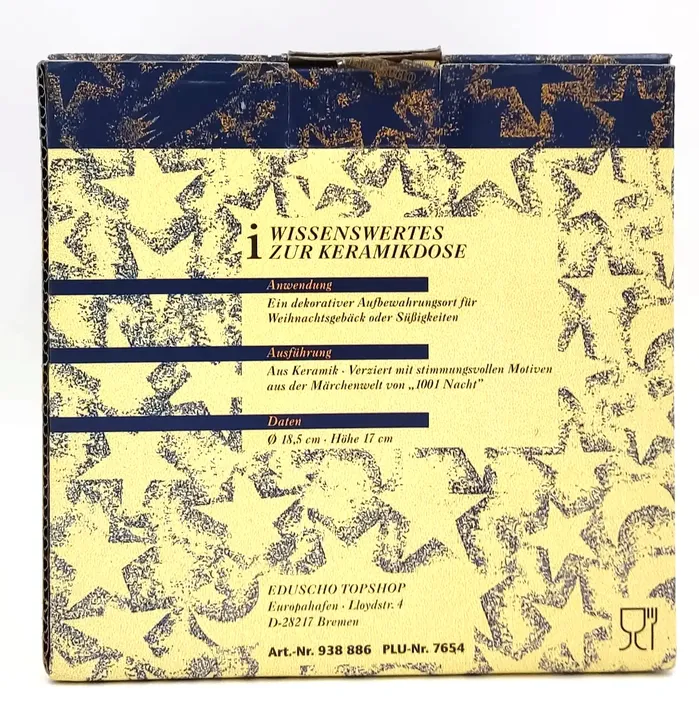 i WISSENSWERTES
ZUR KERAMIKDOSE
Anwendung
Ein dekorativer Aufbewahrungsort für
Weihnachtsgebäck oder Süßigkeiten
Ausführung
Aus Keramik · Verziert mit stimmungsvollen Motiven
aus der Märchenwelt von „1001 Nacht"
Daten
Ø 18,5 cm · Höhe 17 cm
EDUSCHO TOPSHOP
Europahafen · Lloydstr. 4
D-28217 Bremen
Art.-Nr. 938 886 PLU-Nr. 7654